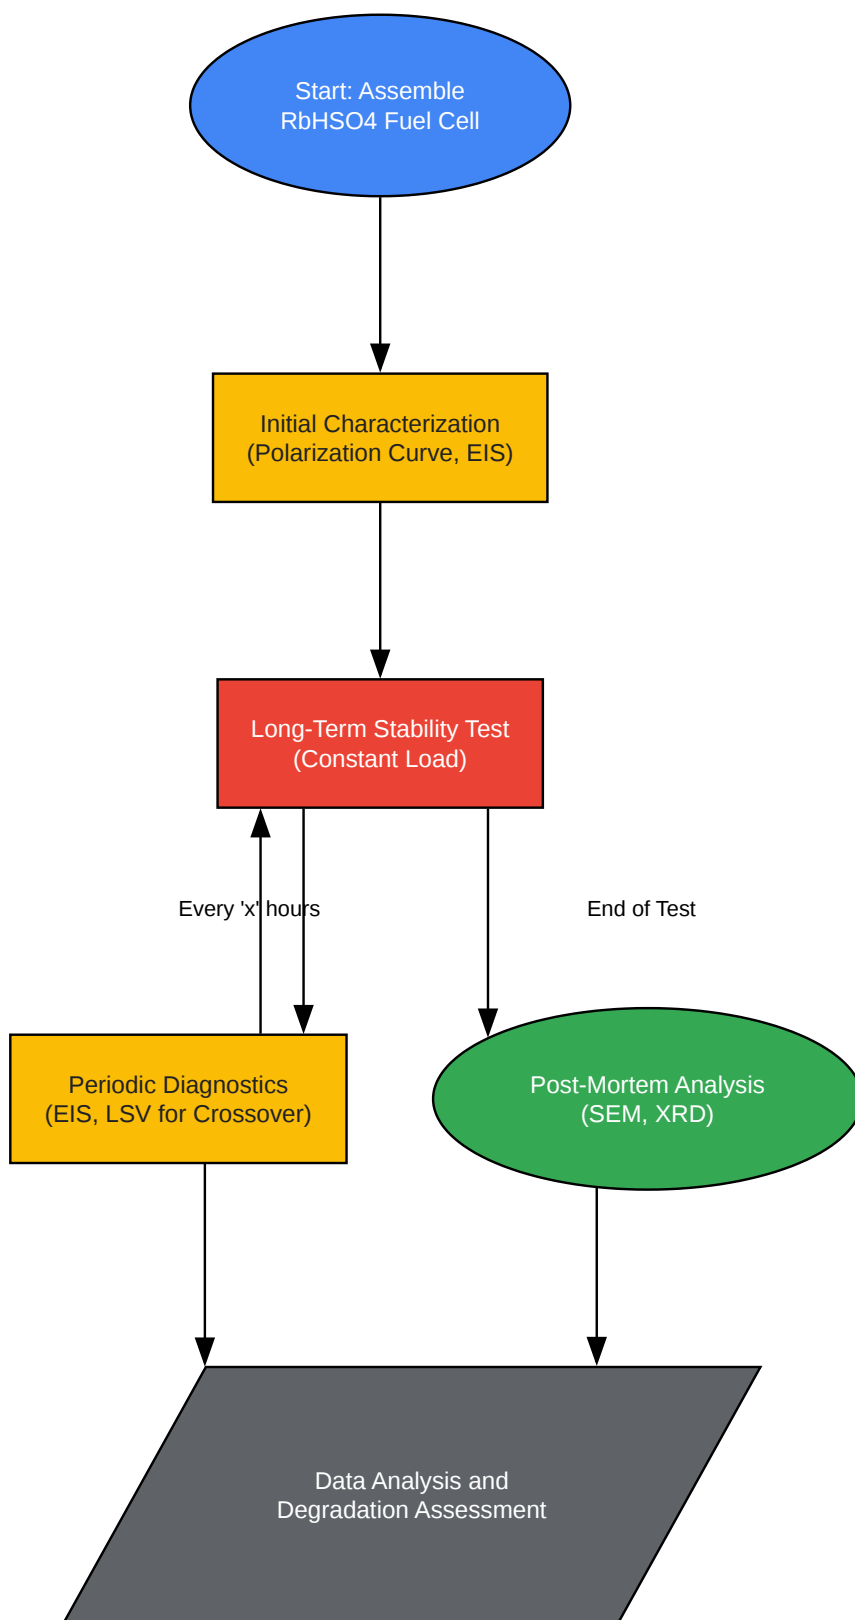 Start: Assemble
RbHSO4 Fuel Cell
Initial Characterization
(Polarization Curve, EIS)
Long-Term Stability Test
(Constant Load)
Every 'x' hours
End of Test
Periodic Diagnostics
(EIS, LSV for Crossover)
Post-Mortem Analysis
(SEM, XRD)
Data Analysis and
Degradation Assessment